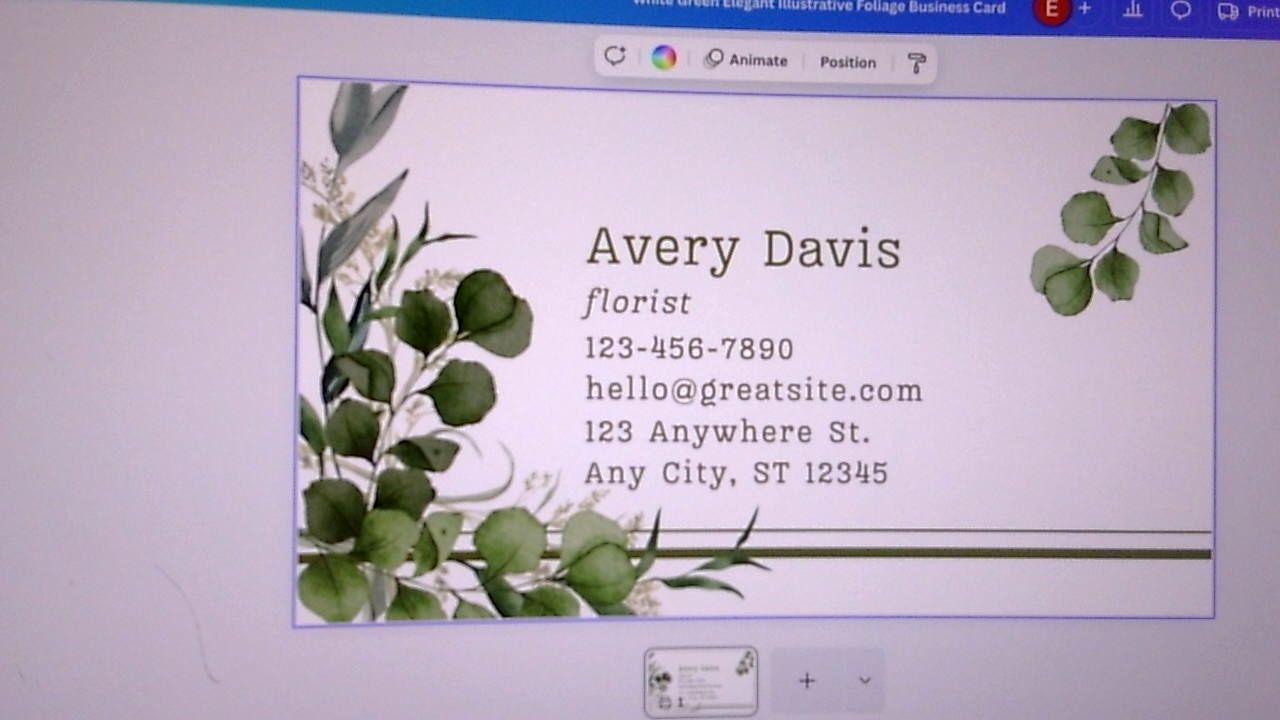 White Green Elegant Illustrative Foliage Business Card
E
Print
Animate
Position
Avery Davis
florist
123-456-7890
hello@greatsite.com
123 Anywhere St.
Any City, ST 12345
1